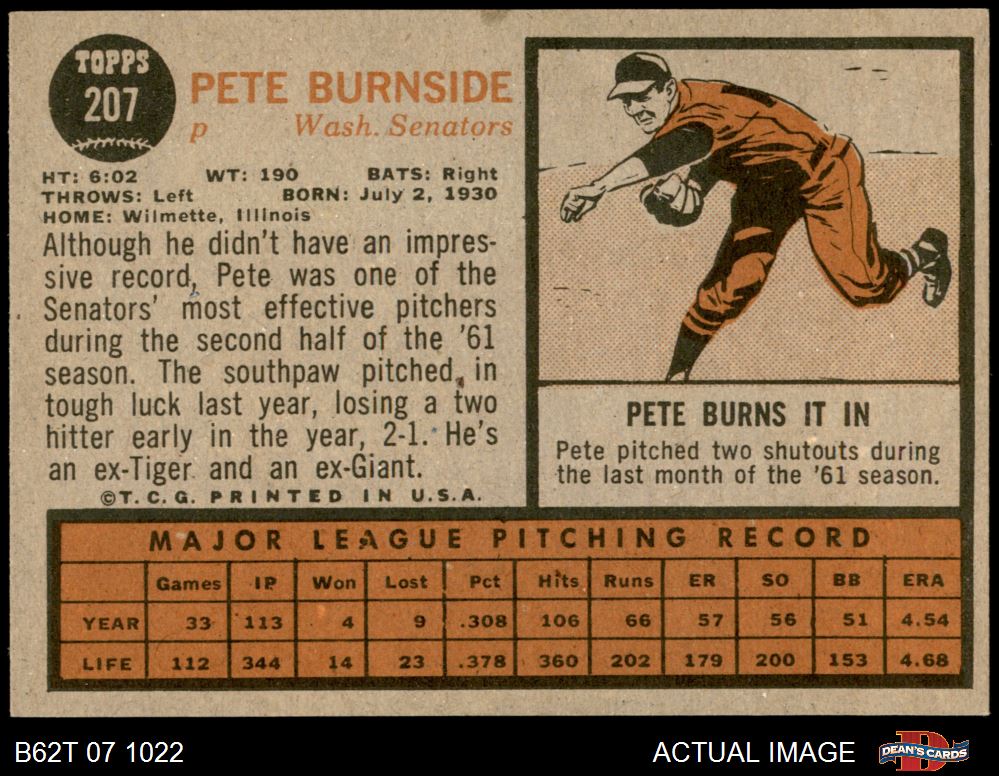 TOPPS
207
PETE BURNSIDE
p Wash. Senators
HT: 6:02 WT: 190 BATS: Right
THROWS: Left BORN: July 2, 1930
HOME: Wilmette, Illinois
Although he didn't have an impres-
sive record, Pete was one of the
Senators' most effective pitchers
during the second half of the '61
season. The southpaw pitched in
tough luck last year, losing a two
hitter early in the year, 2-1. He's
an ex-Tiger and an ex-Giant.
©T.C.G. PRINTED IN U.S.A.
PETE BURNS IT IN
Pete pitched two shutouts during
the last month of the '61 season.
MAJOR LEAGUE PITCHING RECORD
Games IP Won Lost Pct Hits Runs ER SO BB ERA
YEAR 33 113 4 9 .308 106 66 57 56 51 4.54
LIFE 112 344 14 23 .378 360 202 179 200 153 4.68
B62T 07 1022
ACTUAL IMAGE
DEAN'S CARDS